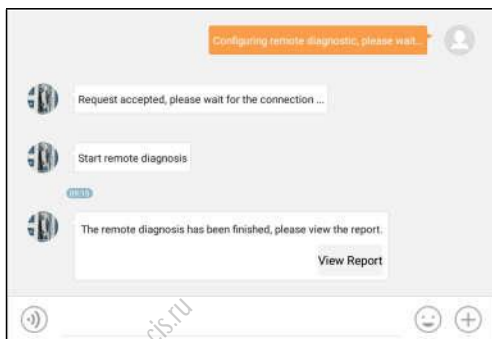 Configuring remote diagnostic, please wait...
Request accepted, please wait for the connection ...
Start remote diagnosis
The remote diagnosis has been finished, please view the report.
View Report